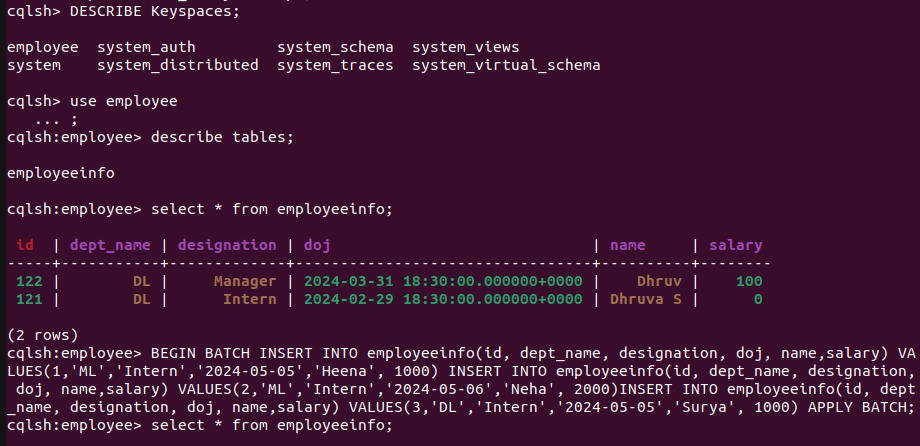 cqlsh> DESCRIBE Keyspaces;
employee  system_auth         system_schema  system_views
system    system_distributed  system_traces  system_virtual_schema
cqlsh> use employee
   ... ;
cqlsh:employee> describe tables;
employeeinfo
cqlsh:employee> select * from employeeinfo;
 id  | dept_name | designation | doj                             | name     | salary
-----+-----------+-------------+---------------------------------+----------+--------
 122 |        DL |     Manager | 2024-03-31 18:30:00.000000+0000 |    Dhruv |    100
 121 |        DL |      Intern | 2024-02-29 18:30:00.000000+0000 | Dhruva S |      0
(2 rows)
cqlsh:employee> BEGIN BATCH INSERT INTO employeeinfo(id, dept_name, designation, doj, name,salary) VA
LUES(1,'ML','Intern','2024-05-05','Heena', 1000) INSERT INTO employeeinfo(id, dept_name, designation,
 doj, name,salary) VALUES(2,'ML','Intern','2024-05-06','Neha', 2000)INSERT INTO employeeinfo(id, dept
_name, designation, doj, name,salary) VALUES(3,'DL','Intern','2024-05-05','Surya', 1000) APPLY BATCH;
cqlsh:employee> select * from employeeinfo;